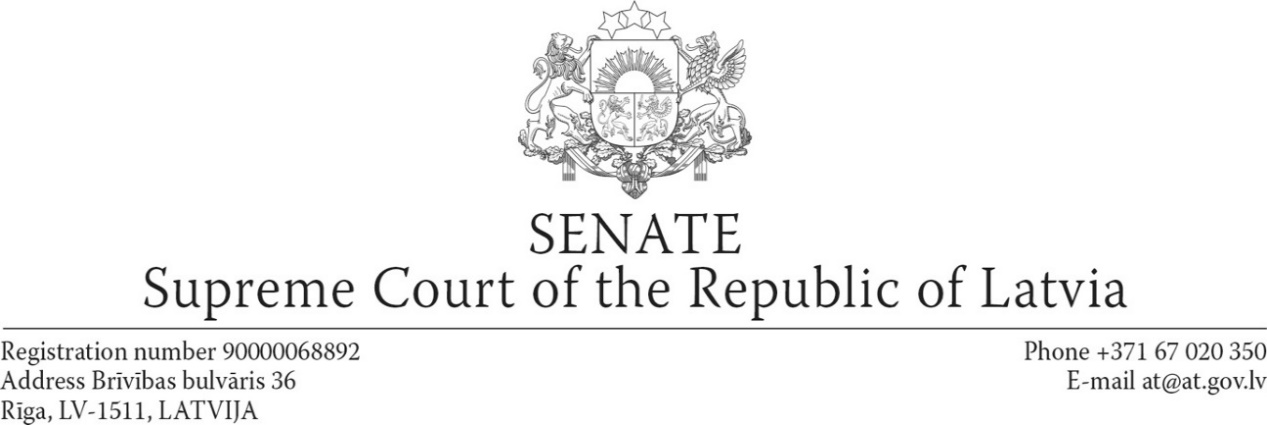 SENATE
Supreme Court of the Republic of Latvia
Registration number 90000068892
Address Brīvības bulvāris 36
Rīga, LV-1511, LATVIJA
Phone +371 67 020 350
E-mail at@at.gov.lv